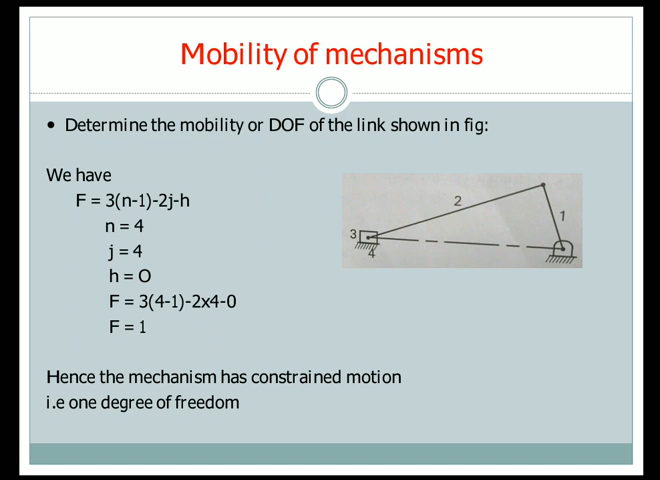 Mobility of mechanisms
• Determine the mobility or DOF of the link shown in fig:
We have
F = 3(n-1)-2j-h
n = 4
j = 4
h = O
F = 3(4-1)-2x4-0
F = 1
2
1
3
4
Hence the mechanism has constrained motion
i.e one degree of freedom